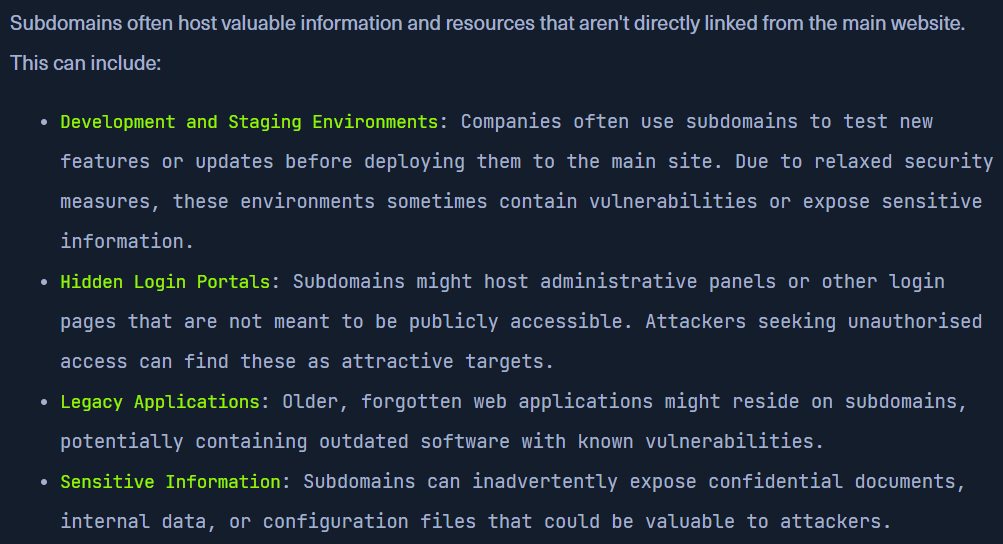 Subdomains often host valuable information and resources that aren't directly linked from the main website.
This can include:
• Development and Staging Environments: Companies often use subdomains to test new
features or updates before deploying them to the main site. Due to relaxed security
measures, these environments sometimes contain vulnerabilities or expose sensitive
information.
• Hidden Login Portals: Subdomains might host administrative panels or other login
pages that are not meant to be publicly accessible. Attackers seeking unauthorised
access can find these as attractive targets.
• Legacy Applications: Older, forgotten web applications might reside on subdomains,
potentially containing outdated software with known vulnerabilities.
• Sensitive Information: Subdomains can inadvertently expose confidential documents,
internal data, or configuration files that could be valuable to attackers.